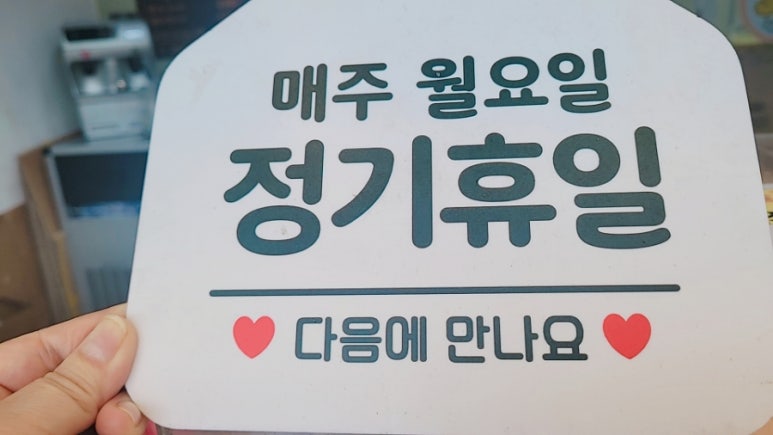 매주 월요일
정기휴일
다음에 만나요